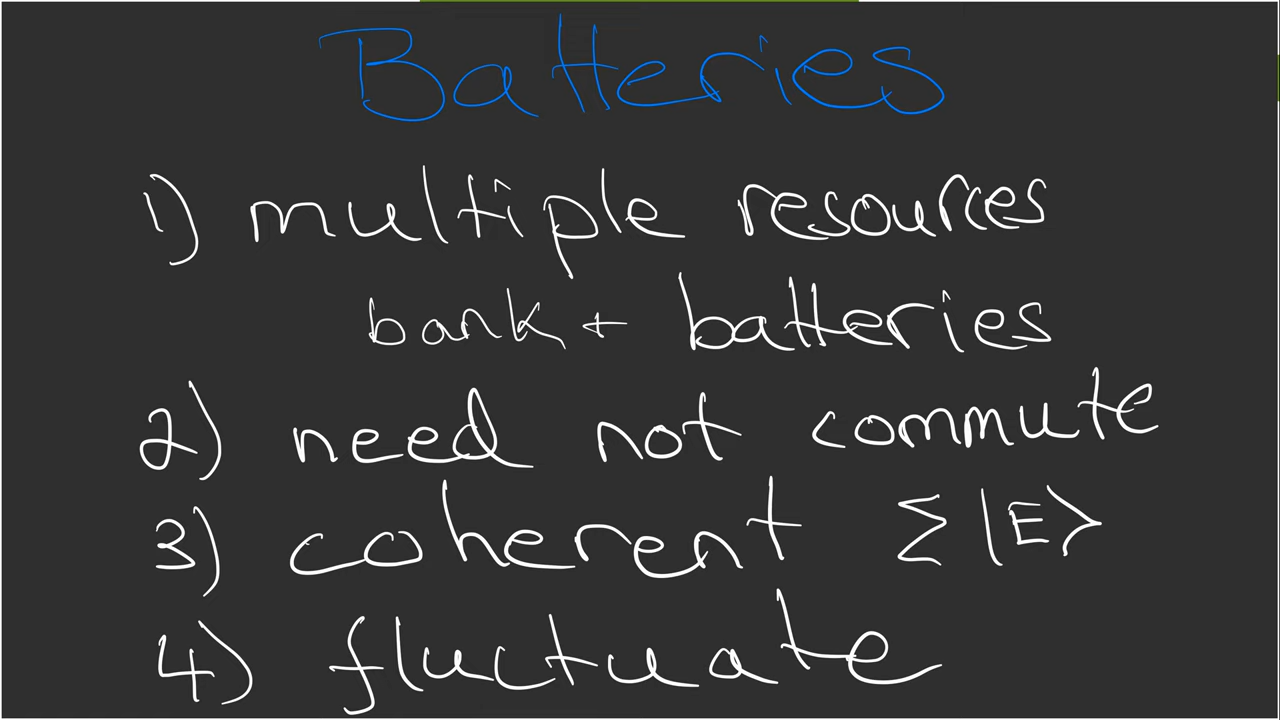 Batteries
1) multiple resources
bank + batteries
2) need not commute
3) coherent Σ |E>
4) fluctuate